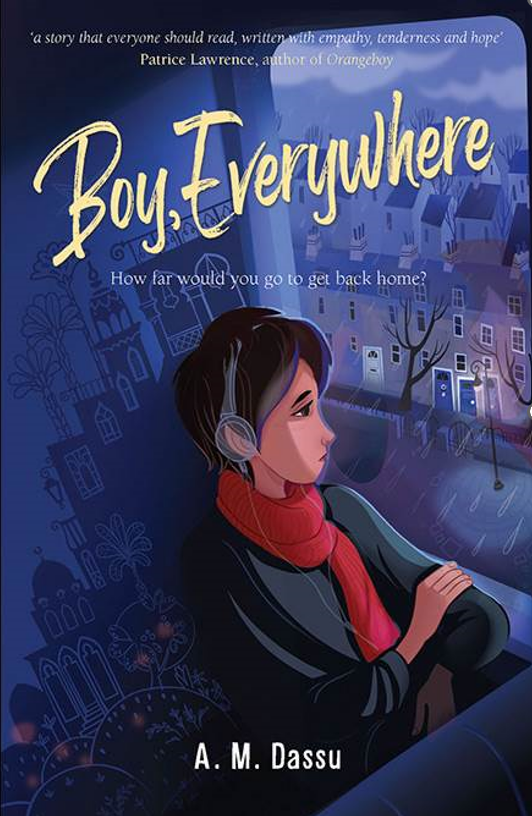 ‘a story that everyone should read, written with empathy, tenderness and hope’
Patrice Lawrence, author of Orangeboy
Boy, Everywhere
How far would you go to get back home?
A. M. Dassu